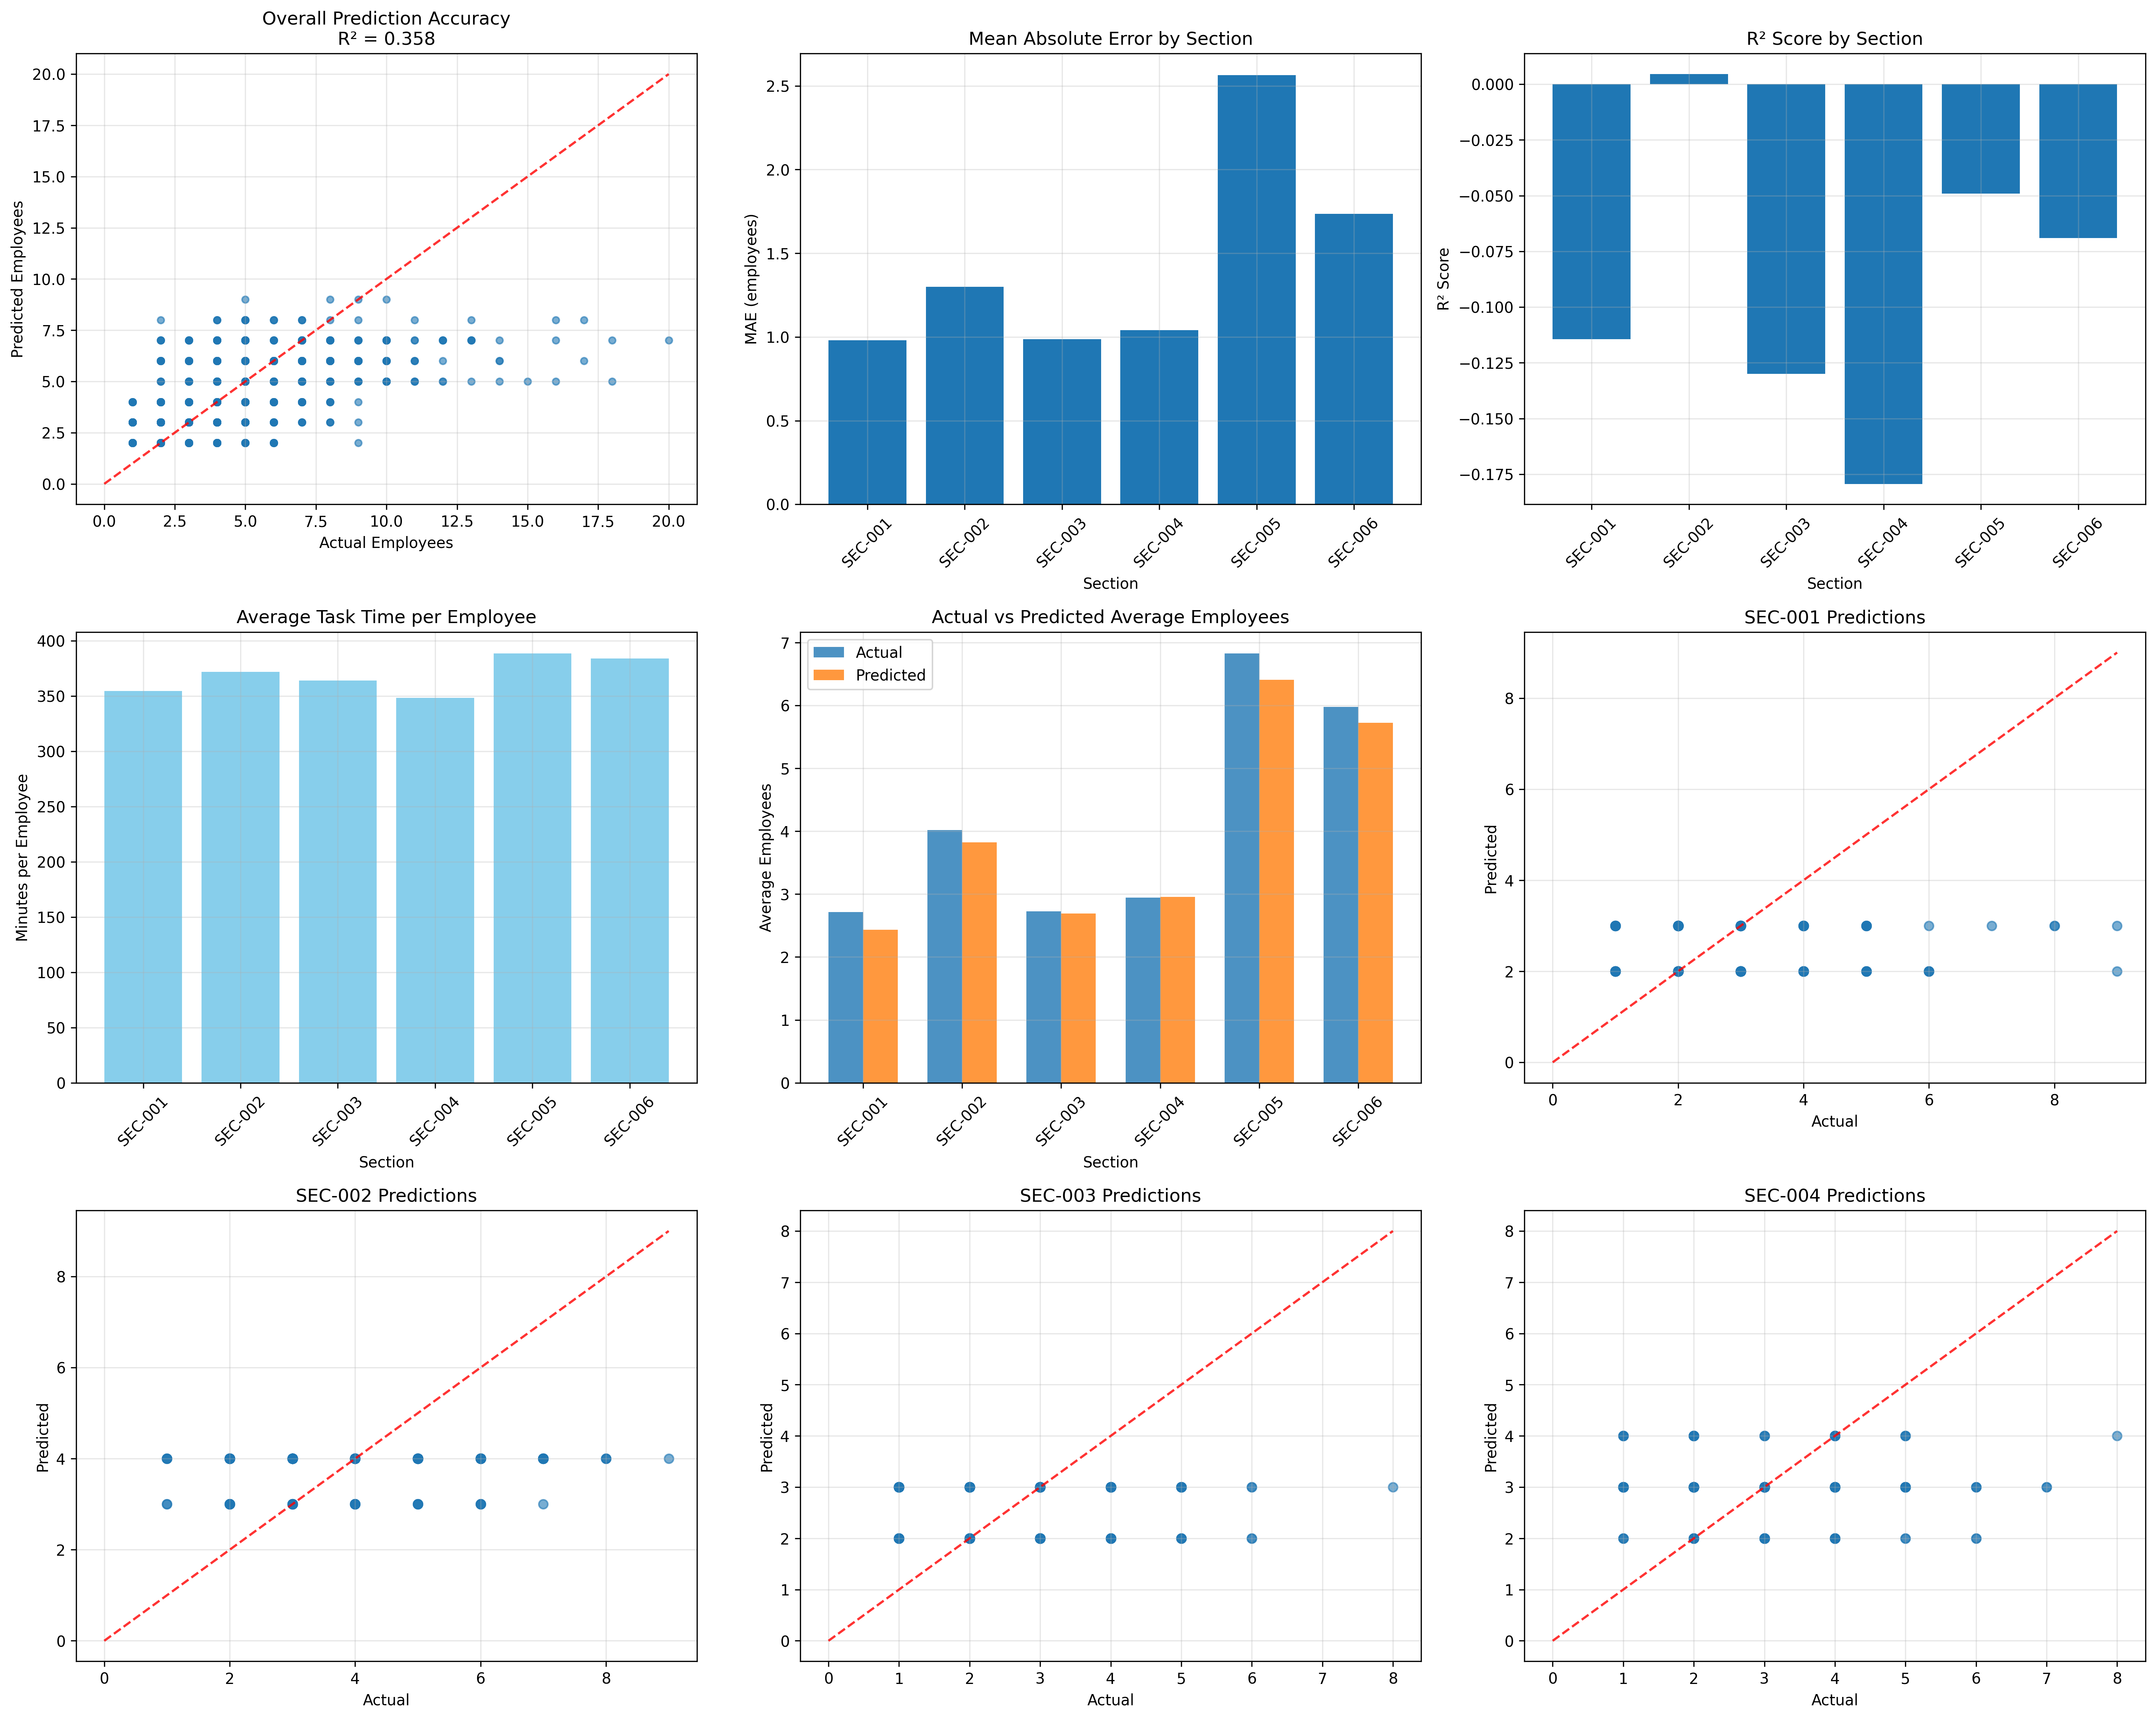 Overall Prediction Accuracy
R² = 0.358
20.0
17.5
15.0
12.5
10.0
7.5
5.0
2.5
0.0
Predicted Employees
0.0 2.5 5.0 7.5 10.0 12.5 15.0 17.5 20.0
Actual Employees
Mean Absolute Error by Section
2.5
2.0
1.5
1.0
0.5
0.0
MAE (employees)
SEC-001 SEC-002 SEC-003 SEC-004 SEC-005 SEC-006
Section
R² Score by Section
0.000
−0.025
−0.050
−0.075
−0.100
−0.125
−0.150
−0.175
R² Score
SEC-001 SEC-002 SEC-003 SEC-004 SEC-005 SEC-006
Section
Average Task Time per Employee
400
350
300
250
200
150
100
50
0
Minutes per Employee
SEC-001 SEC-002 SEC-003 SEC-004 SEC-005 SEC-006
Section
Actual vs Predicted Average Employees
Actual
Predicted
7
6
5
4
3
2
1
0
Average Employees
SEC-001 SEC-002 SEC-003 SEC-004 SEC-005 SEC-006
Section
SEC-001 Predictions
8
6
4
2
0
Predicted
0 2 4 6 8
Actual
SEC-002 Predictions
8
6
4
2
0
Predicted
0 2 4 6 8
Actual
SEC-003 Predictions
8
7
6
5
4
3
2
1
0
Predicted
0 1 2 3 4 5 6 7 8
Actual
SEC-004 Predictions
8
7
6
5
4
3
2
1
0
Predicted
0 1 2 3 4 5 6 7 8
Actual